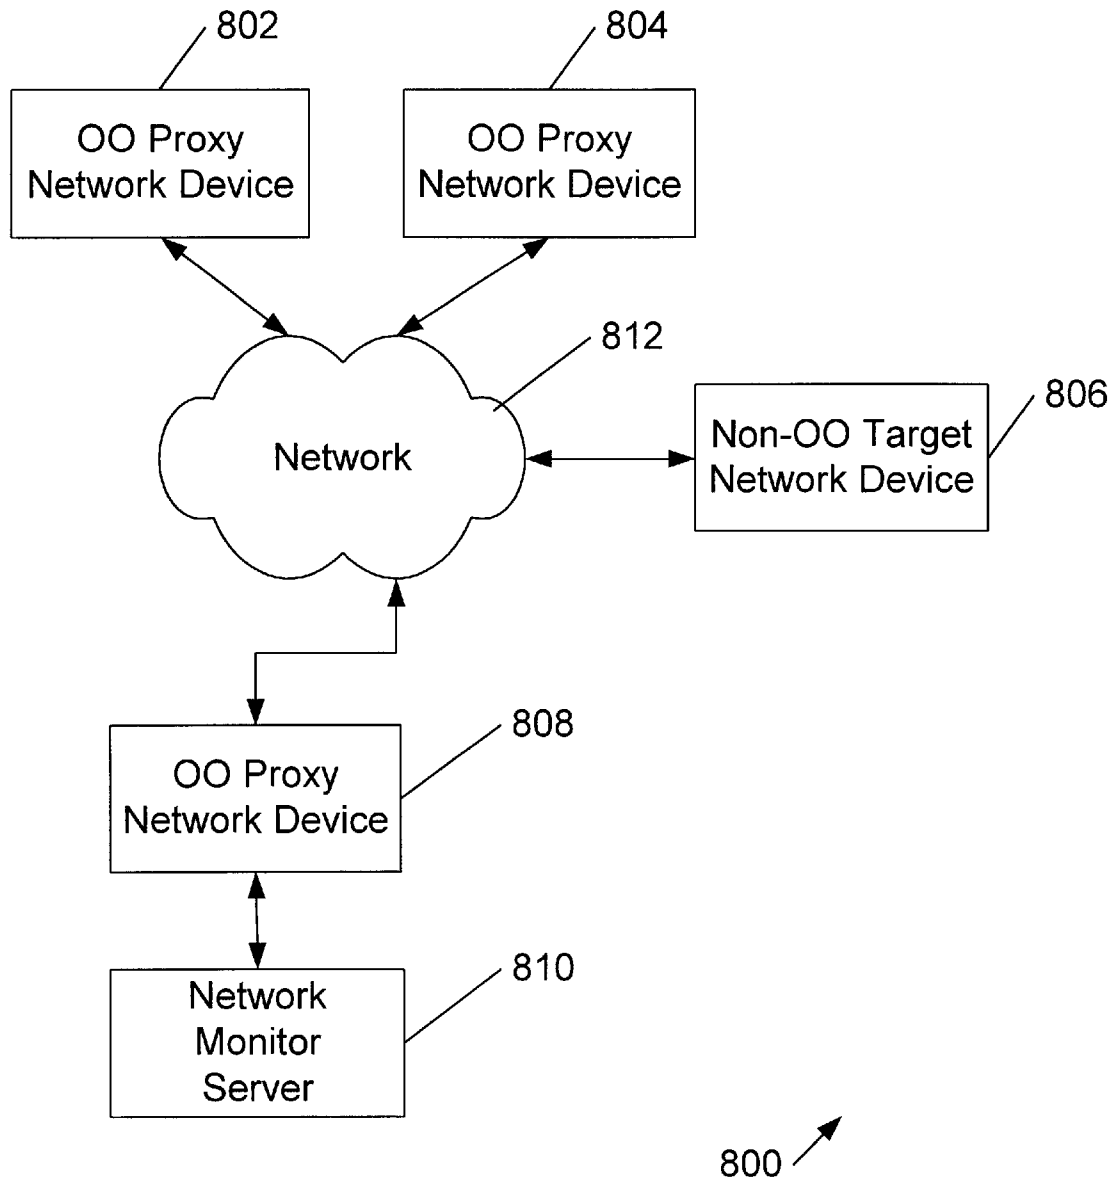 802
804
OO Proxy
Network Device
OO Proxy
Network Device
812
806
Non-OO Target
Network Device
Network
808
OO Proxy
Network Device
810
Network
Monitor
Server
800